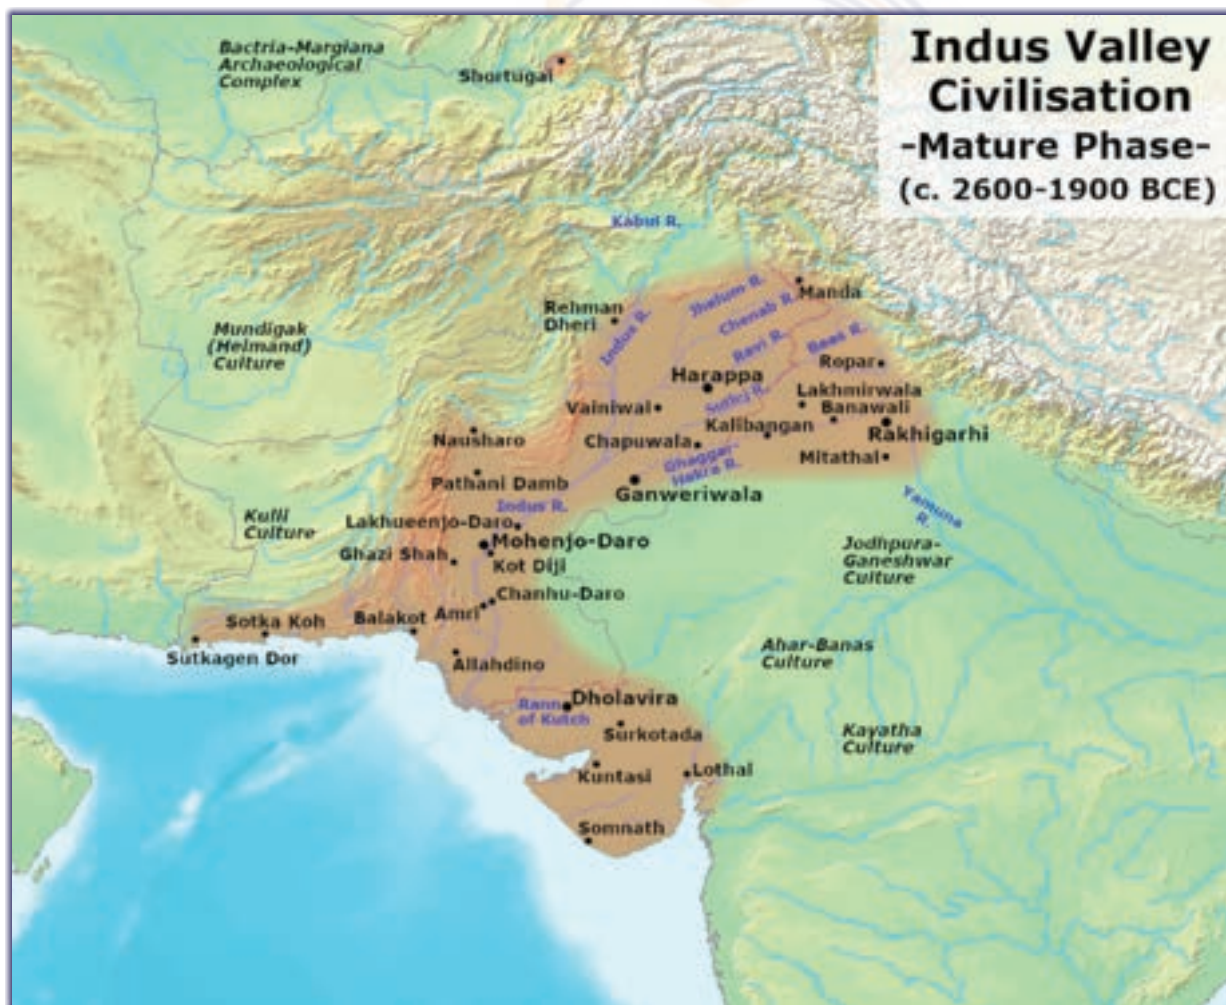 Indus Valley
Civilisation
-Mature Phase-
(c. 2600-1900 BCE)
Bactria-Margiana
Archaeological
Complex
Shortugai
Kabul R.
Manda
Jhelum R.
Chenab R.
Rehman
Dheri
Indus R.
Ravi R.
Beas R.
Mundigak
(Helmand)
Culture
Ropar
Harappa
Lakhmirwala
Sutlej R.
Vainiwal
Banawali
Kalibangan
Rakhigarhi
Nausharo
Chapuwala
Mitathal
Ghaggar-
Hakra R.
Pathani Damb
Ganweriwala
Indus R.
Yamuna
R.
Kulli
Culture
Lakhueenjo-Daro
Mohenjo-Daro
Ghazi Shah
Kot Diji
Jodhpura-
Ganeshwar
Culture
Chanhu-Daro
Amri
Sotka Koh
Balakot
Sutkagen Dor
Allahdino
Ahar-Banas
Culture
Dholavira
Rann
of Kutch
Surkotada
Kayatha
Culture
Kuntasi
Lothal
Somnath